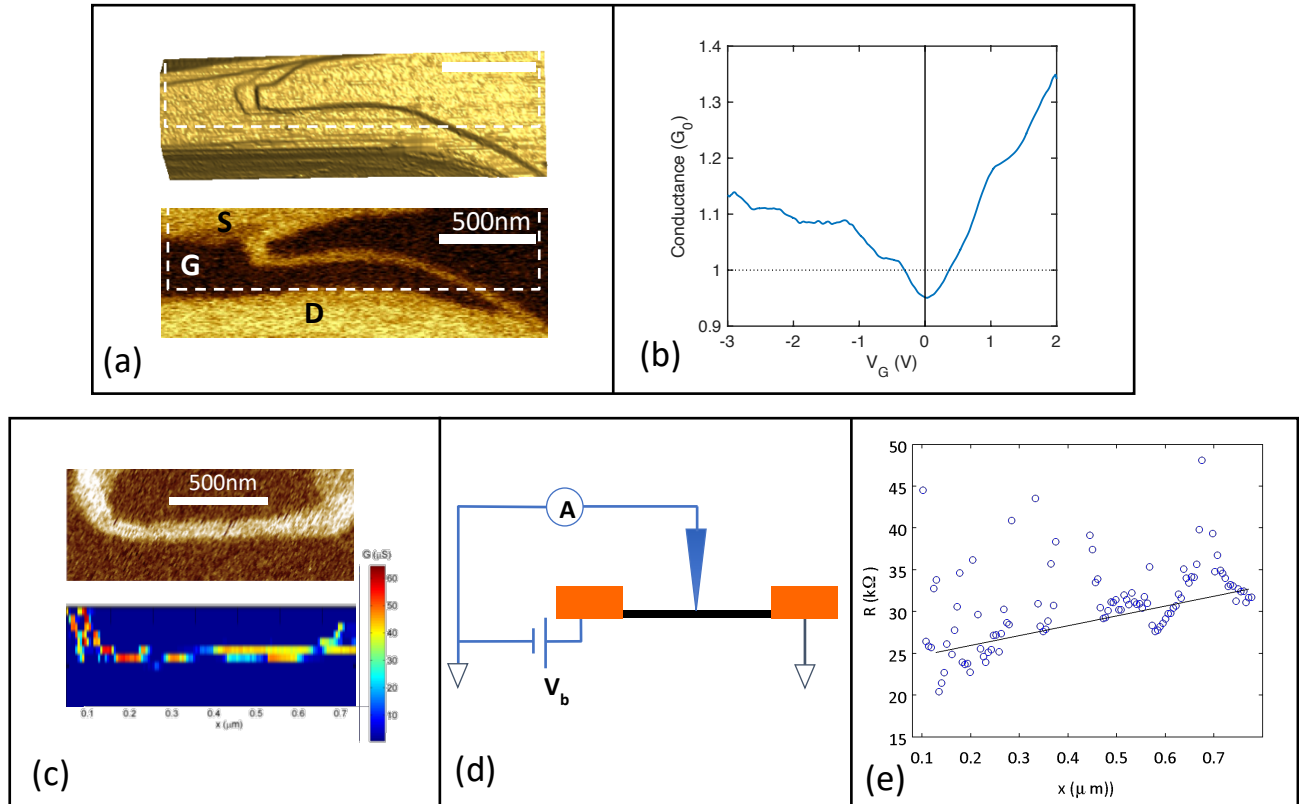 S
500nm
G
D
(a)
1.4
1.3
1.2
1.1
1
0.9
Conductance (G0)
-3 -2 -1 0 1 2
VG (V)
(b)
500nm
G (µS)
60
50
40
30
20
10
0.1 0.2 0.3 0.4 0.5 0.6 0.7
x (µm)
(c)
A
Vb
(d)
50
45
40
35
30
25
20
15
R (kΩ
0.1 0.2 0.3 0.4 0.5 0.6 0.7
x (µ m))
(e)